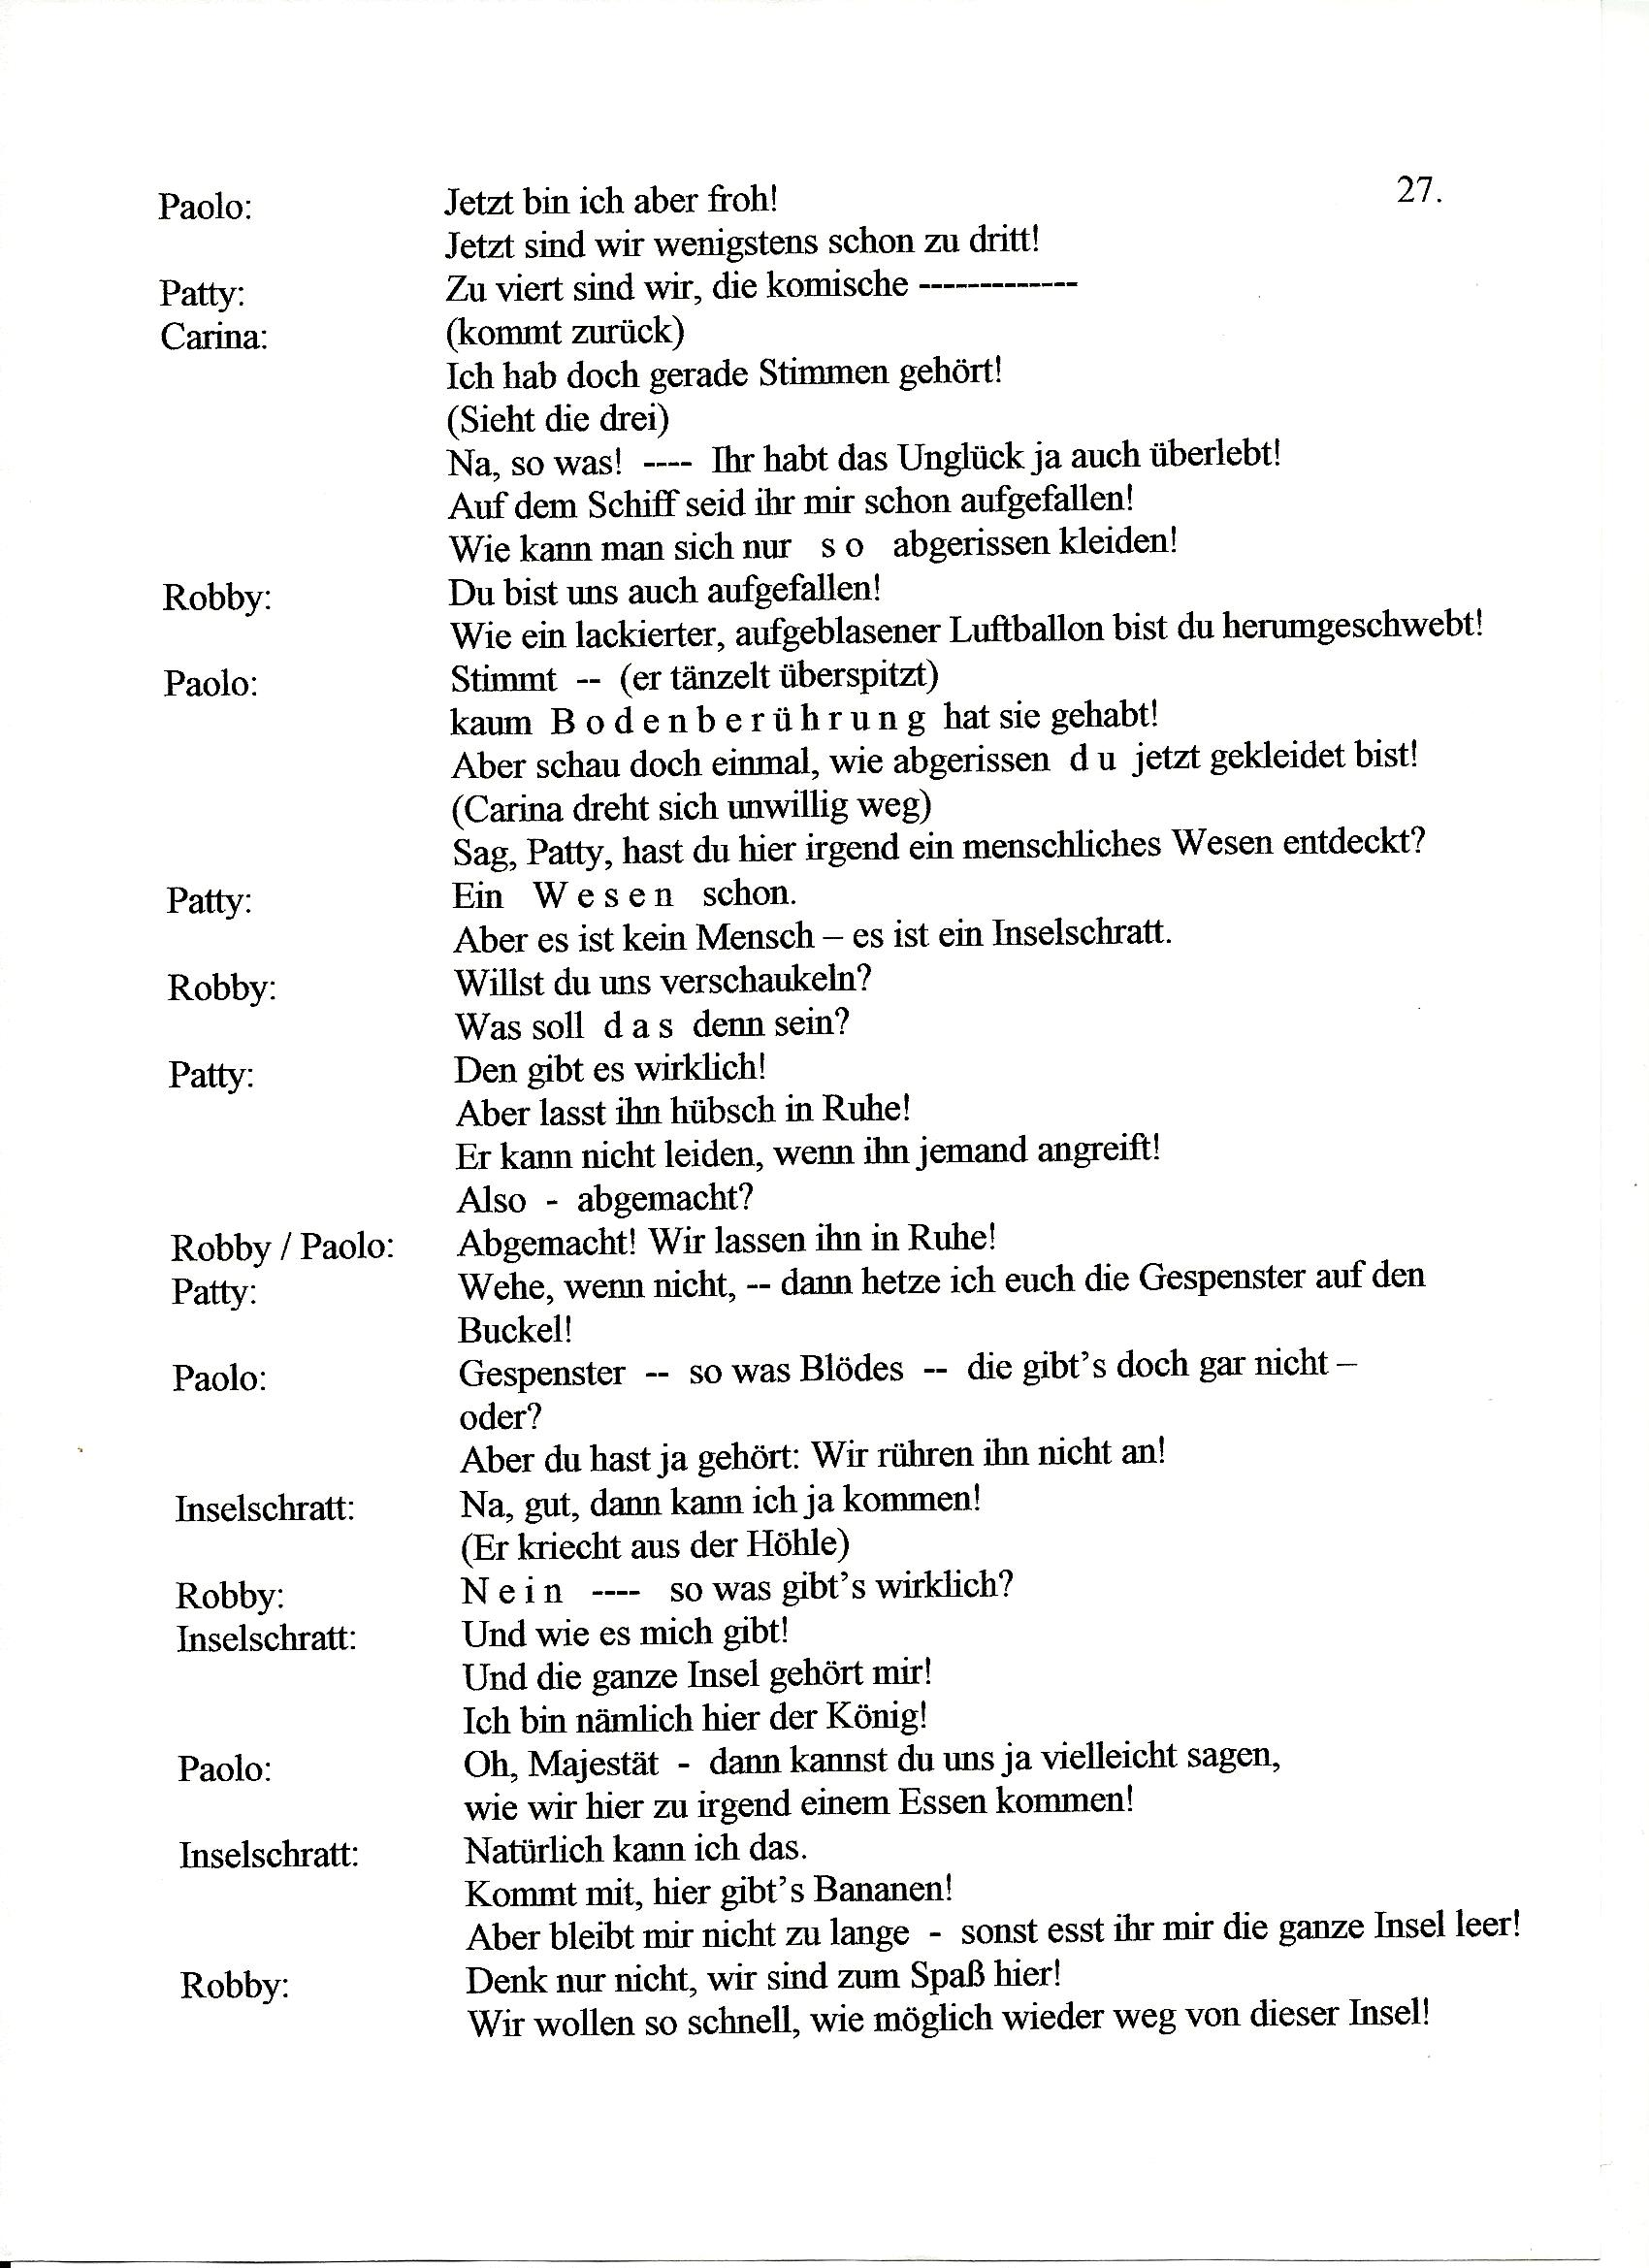 27.
Paolo: Jetzt bin ich aber froh!
Jetzt sind wir wenigstens schon zu dritt!
Patty: Zu viert sind wir, die komische -------------
Carina: (kommt zurück)
Ich hab doch gerade Stimmen gehört!
(Sieht die drei)
Na, so was! ---- Ihr habt das Unglück ja auch überlebt!
Auf dem Schiff seid ihr mir schon aufgefallen!
Wie kann man sich nur s o abgerissen kleiden!
Robby: Du bist uns auch aufgefallen!
Wie ein lackierter, aufgeblasener Luftballon bist du herumgeschwebt!
Paolo: Stimmt -- (er tänzelt überspitzt)
kaum B o d e n b e r ü h r u n g hat sie gehabt!
Aber schau doch einmal, wie abgerissen d u jetzt gekleidet bist!
(Carina dreht sich unwillig weg)
Sag, Patty, hast du hier irgend ein menschliches Wesen entdeckt?
Patty: Ein W e s e n schon.
Aber es ist kein Mensch – es ist ein Inselschratt.
Robby: Willst du uns verschaukeln?
Was soll d a s denn sein?
Patty: Den gibt es wirklich!
Aber lasst ihn hübsch in Ruhe!
Er kann nicht leiden, wenn ihn jemand angreift!
Also - abgemacht?
Robby / Paolo: Abgemacht! Wir lassen ihn in Ruhe!
Patty: Wehe, wenn nicht, -- dann hetze ich euch die Gespenster auf den
Buckel!
Paolo: Gespenster -- so was Blödes -- die gibt’s doch gar nicht –
oder?
Aber du hast ja gehört: Wir rühren ihn nicht an!
Inselschratt: Na, gut, dann kann ich ja kommen!
(Er kriecht aus der Höhle)
Robby: N e i n ---- so was gibt’s wirklich?
Inselschratt: Und wie es mich gibt!
Und die ganze Insel gehört mir!
Ich bin nämlich hier der König!
Paolo: Oh, Majestät - dann kannst du uns ja vielleicht sagen,
wie wir hier zu irgend einem Essen kommen!
Inselschratt: Natürlich kann ich das.
Kommt mit, hier gibt’s Bananen!
Aber bleibt mir nicht zu lange - sonst esst ihr mir die ganze Insel leer!
Robby: Denk nur nicht, wir sind zum Spaß hier!
Wir wollen so schnell, wie möglich wieder weg von dieser Insel!